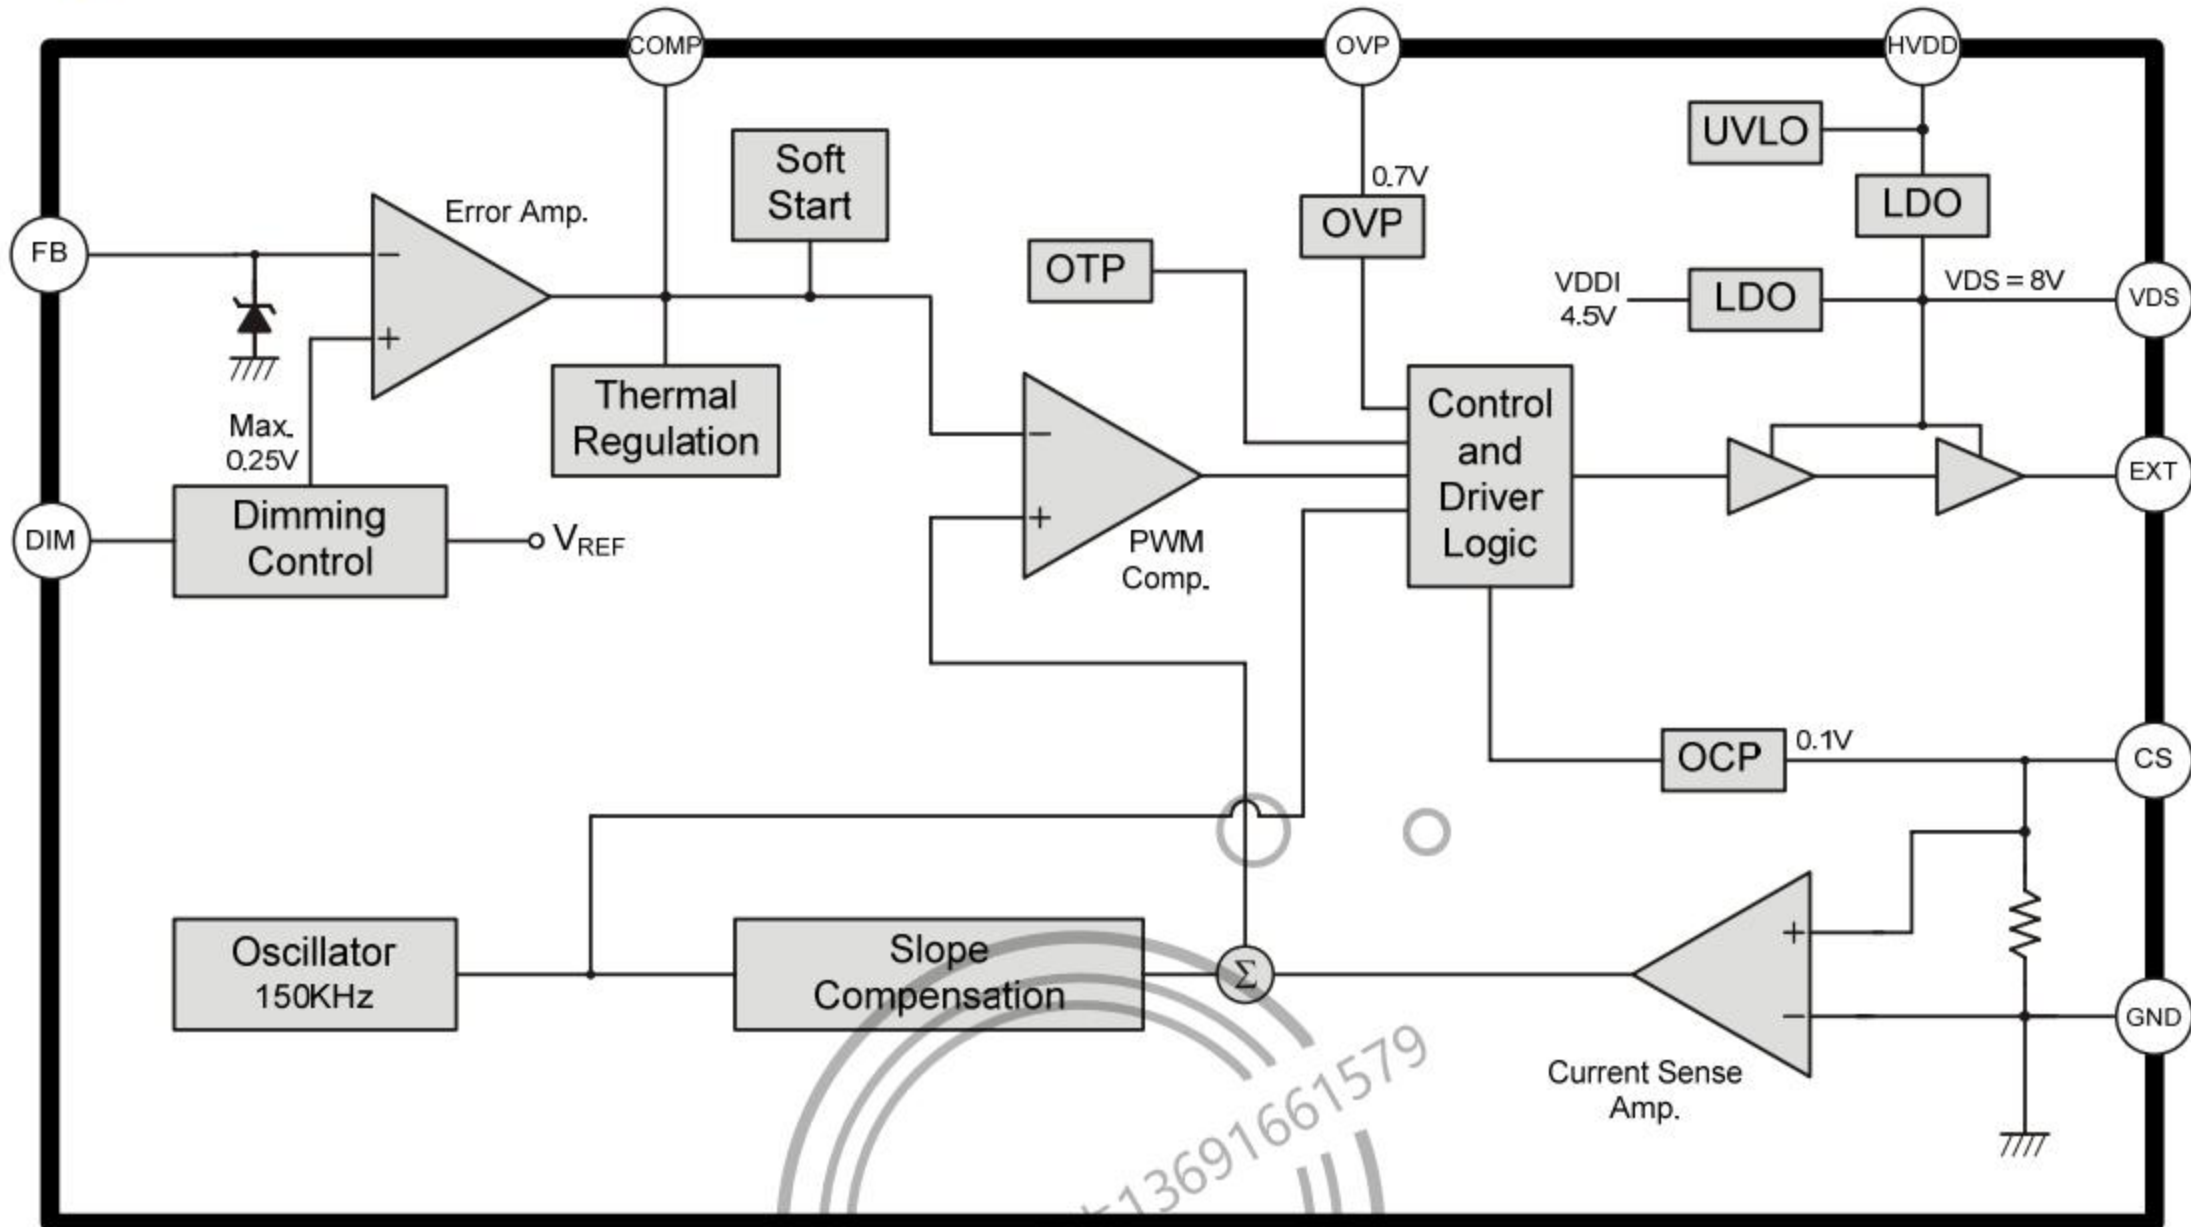 COMP
OVP
HVDD
UVLO
Soft
Start
0.7V
OVP
LDO
Error Amp.
FB
−
OTP
VDDI
4.5V
LDO
VDS = 8V
VDS
+
Thermal
Regulation
Max.
0.25V
Control
and
Driver
Logic
−
EXT
Dimming
Control
DIM
VREF
+
PWM
Comp.
OCP
0.1V
CS
Oscillator
150KHz
Slope
Compensation
Σ
+
−
GND
Current Sense
Amp.
13691661579